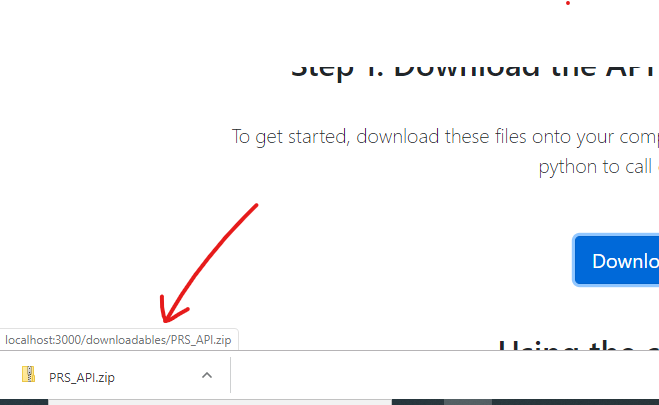 Step 1: Download the API
To get started, download these files onto your comp
python to call
Downlo
localhost:3000/downloadables/PRS_API.zip
Using the
PRS_API.zip